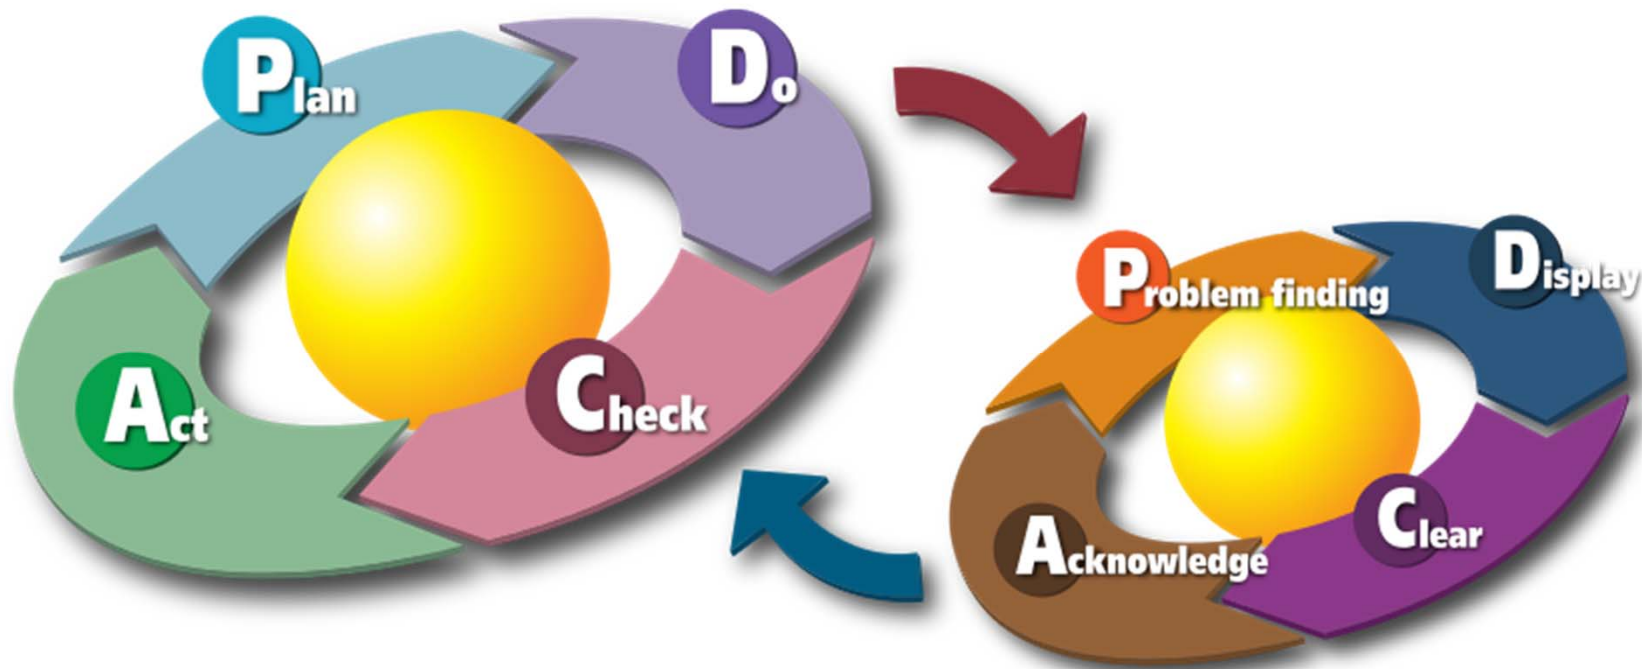 Plan
Do
Check
Act
Problem finding
Display
Clear
Acknowledge